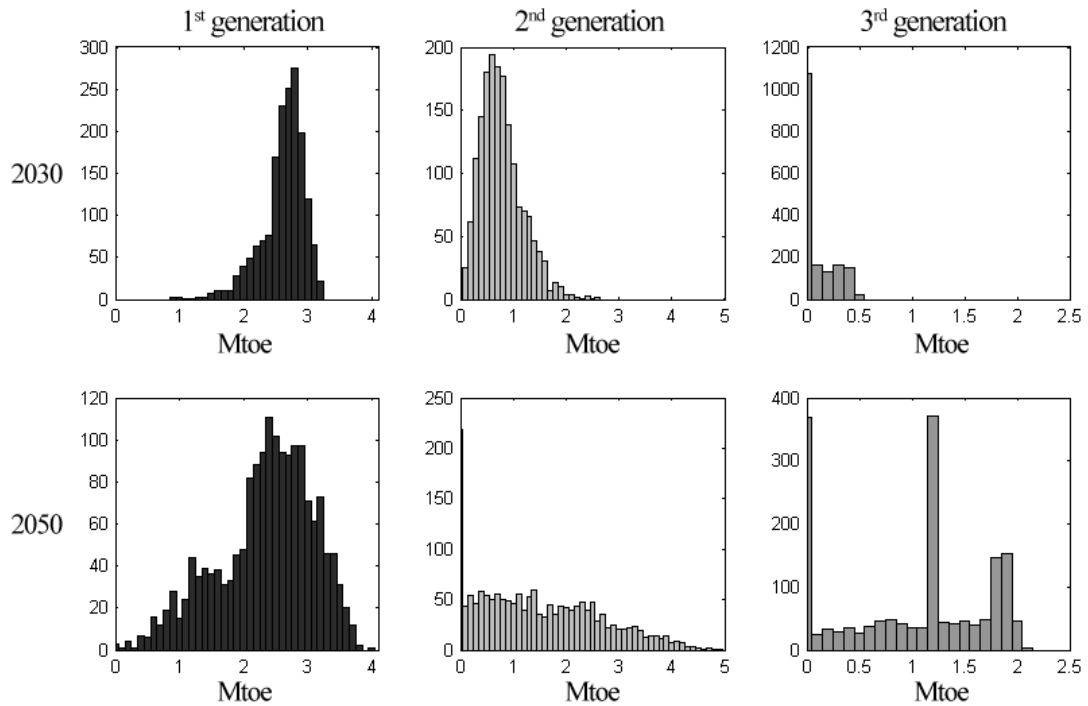 1st generation 2nd generation 3rd generation
2030
300 250 200 150 100 50 0
0 1 2 3 4
Mtoe
200 150 100 50 0
0 1 2 3 4 5
Mtoe
1200 1000 800 600 400 200 0
0 0.5 1 1.5 2 2.5
Mtoe
2050
120 100 80 60 40 20 0
0 1 2 3 4
Mtoe
250 200 150 100 50 0
0 1 2 3 4 5
Mtoe
400 300 200 100 0
0 0.5 1 1.5 2 2.5
Mtoe